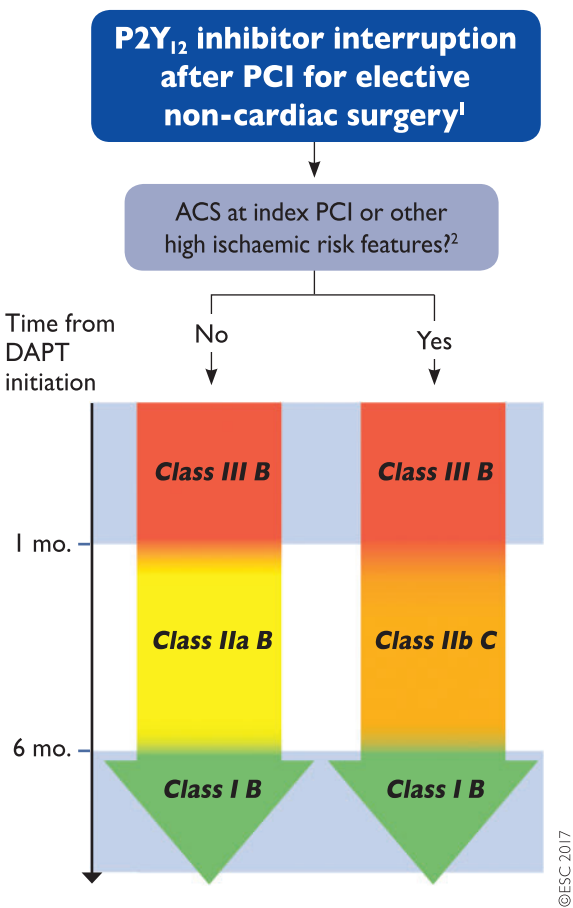 P2Y₁₂ inhibitor interruption
after PCI for elective
non-cardiac surgery¹
ACS at index PCI or other
high ischaemic risk features?²
Time from
DAPT
initiation
No
Yes
Class III B
Class III B
1 mo.
Class IIa B
Class IIb C
6 mo.
Class I B
Class I B
©ESC 2017